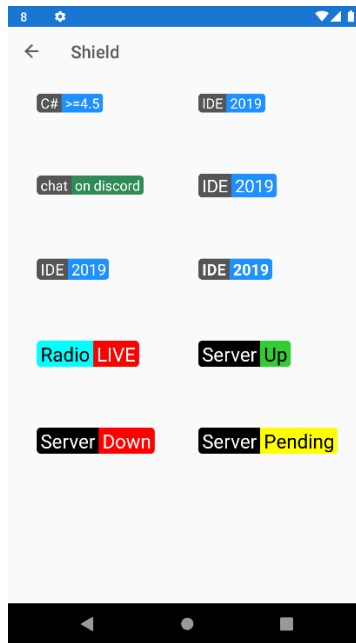 8
Shield
C# >=4.5
IDE 2019
chat on discord
IDE 2019
IDE 2019
IDE 2019
Radio LIVE
Server Up
Server Down
Server Pending